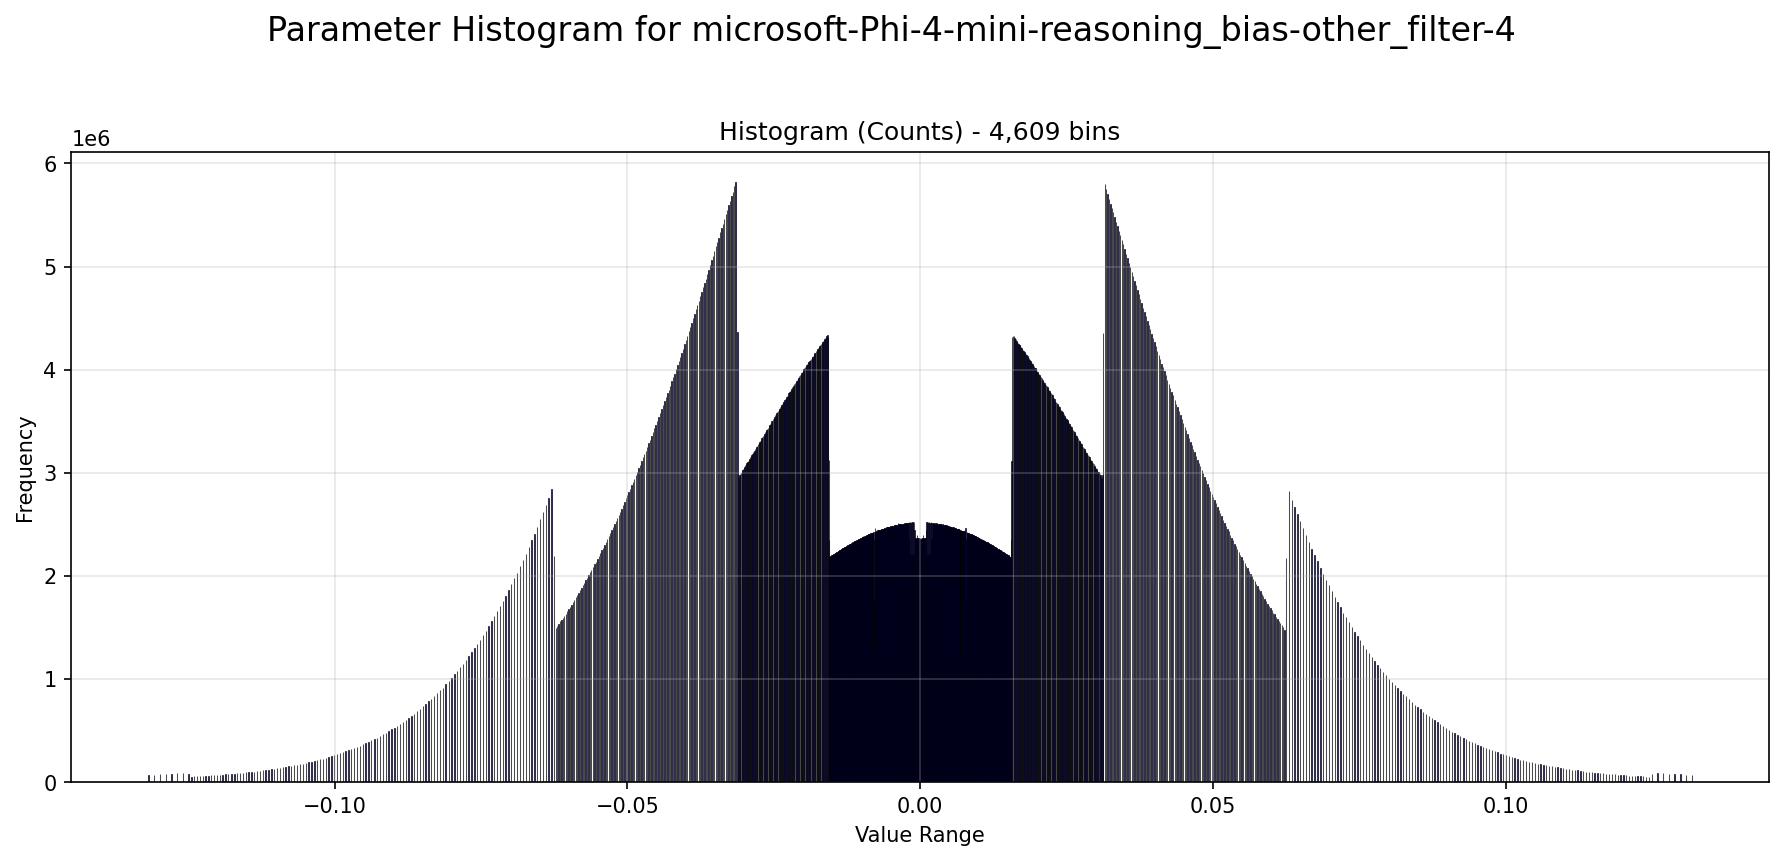 Parameter Histogram for microsoft-Phi-4-mini-reasoning_bias-other_filter-4
Histogram (Counts) - 4,609 bins
1e6
6
5
4
3
2
1
0
Frequency
−0.10
−0.05
0.00
0.05
0.10
Value Range